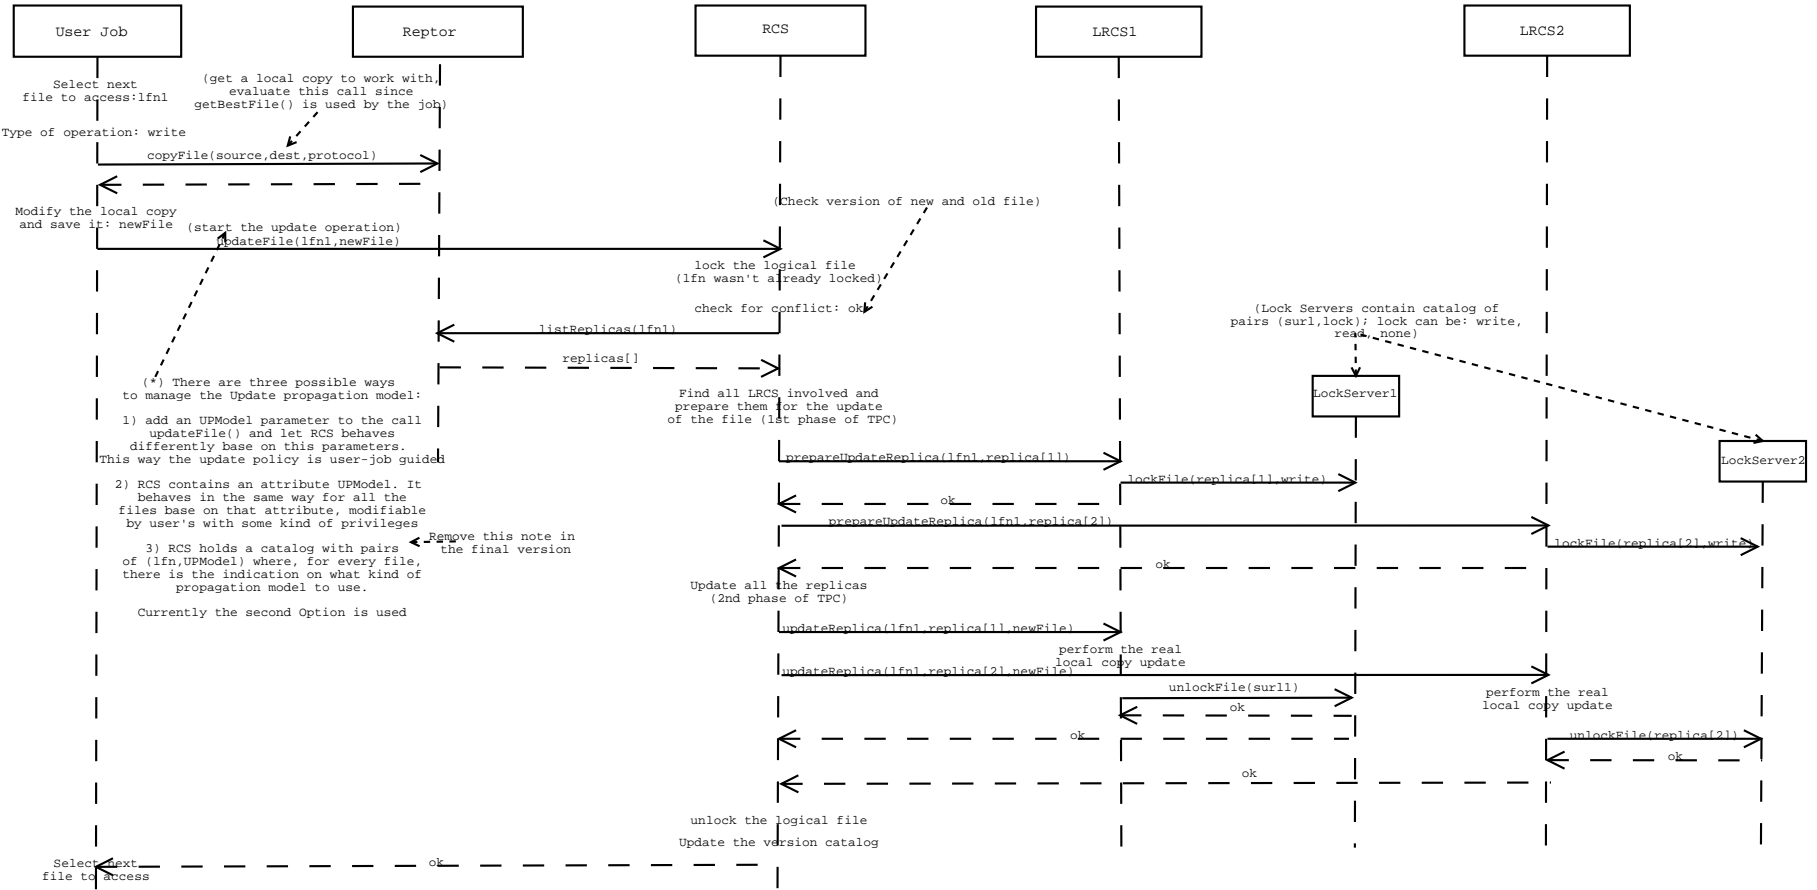 User Job
Reptor
RCS
LRCS1
LRCS2
Select next
file to access:lfn1
(get a local copy to work with,
evaluate this call since
getBestFile() is used by the job)
Type of operation: write
copyFile(source,dest,protocol)
Modify the local copy
and save it: newFile
(Check version of new and old file)
(start the update operation)
updateFile(lfn1,newFile)
lock the logical file
(lfn wasn't already locked)
check for conflict: ok
(Lock Servers contain catalog of
pairs (surl,lock); lock can be: write,
read, none)
listReplicas(lfn1)
replicas[]
(*) There are three possible ways
to manage the Update propagation model:
1) add an UPModel parameter to the call
updateFile() and let RCS behaves
differently base on this parameters.
This way the update policy is user-job guided
2) RCS contains an attribute UPModel. It
behaves in the same way for all the
files base on that attribute, modifiable
by user's with some kind of privileges
3) RCS holds a catalog with pairs
of (lfn,UPModel) where, for every file,
there is the indication on what kind of
propagation model to use.
Currently the second Option is used
Remove this note in
the final version
Find all LRCS involved and
prepare them for the update
of the file (1st phase of TPC)
LockServer1
LockServer2
prepareUpdateReplica(lfn1,replica[1])
lockFile(replica[1],write)
ok
prepareUpdateReplica(lfn1,replica[2])
lockFile(replica[2],write)
ok
Update all the replicas
(2nd phase of TPC)
updateReplica(lfn1,replica[1],newFile)
perform the real
local copy update
updateReplica(lfn1,replica[2],newFile)
unlockFile(surl1)
perform the real
local copy update
ok
ok
unlockFile(replica[2])
ok
ok
unlock the logical file
Update the version catalog
ok
Select next
file to access